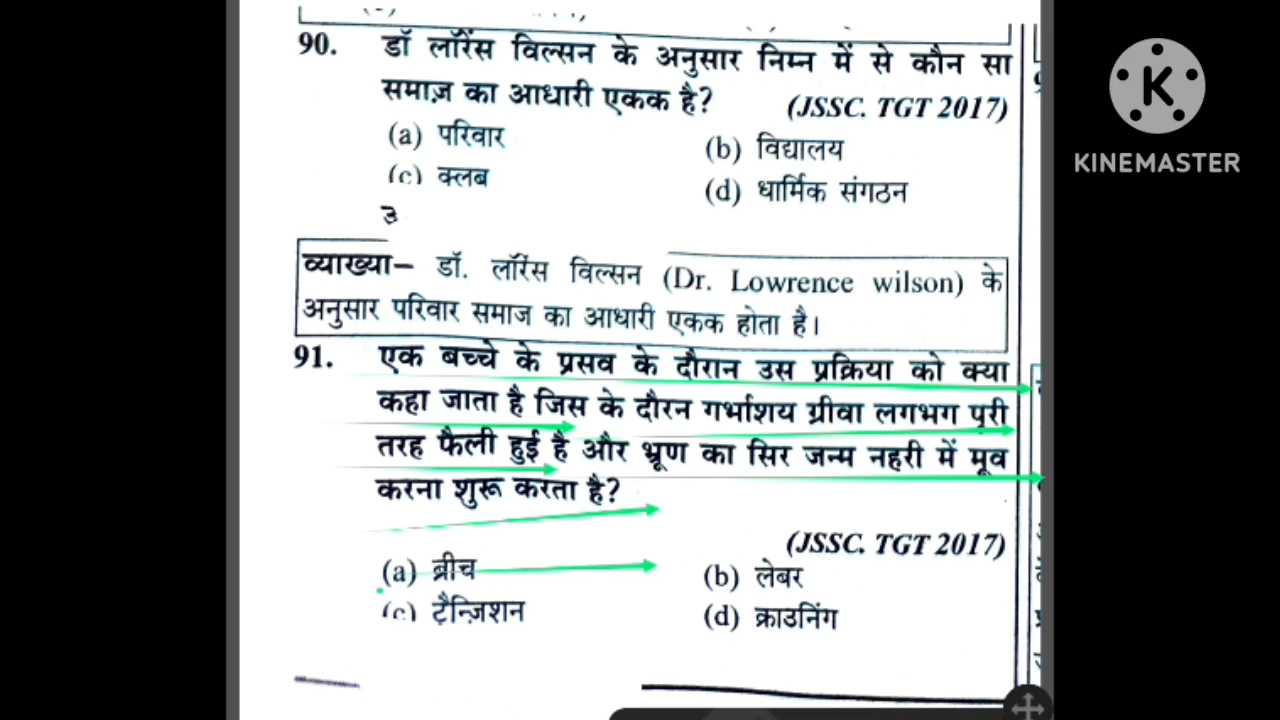 90. डॉ लॉरेंस विल्सन के अनुसार निम्न में से कौन सा
समाज़ का आधारी एकक है? (JSSC. TGT 2017)
(a) परिवार (b) विद्यालय
(c) क्लब (d) धार्मिक संगठन
व्याख्या– डॉ. लॉरेंस विल्सन (Dr. Lowrence wilson) के
अनुसार परिवार समाज का आधारी एकक होता है।
91. एक बच्चे के प्रसव के दौरान उस प्रक्रिया को क्या
कहा जाता है जिस के दौरन गर्भाशय ग्रीवा लगभग पूरी
तरह फैली हुई है और भ्रूण का सिर जन्म नहरी में मूव
करना शुरू करता है?
(JSSC. TGT 2017)
(a) ब्रीच (b) लेबर
(c) ट्रैन्ज़िशन (d) क्राउनिंग
K
KINEMASTER